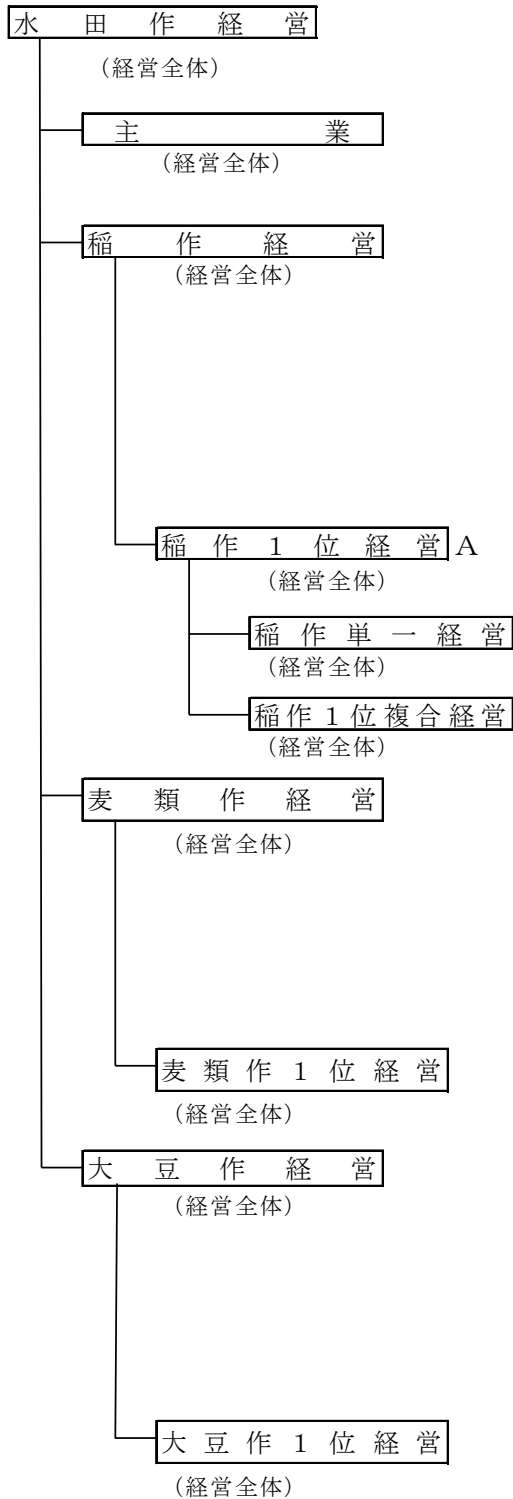 水田作経営
（経営全体）
主業
（経営全体）
稲作経営
（経営全体）
稲作１位経営A
（経営全体）
稲作単一経営
（経営全体）
稲作１位複合経営
（経営全体）
麦類作経営
（経営全体）
麦類作１位経営
（経営全体）
大豆作経営
（経営全体）
大豆作１位経営
（経営全体）